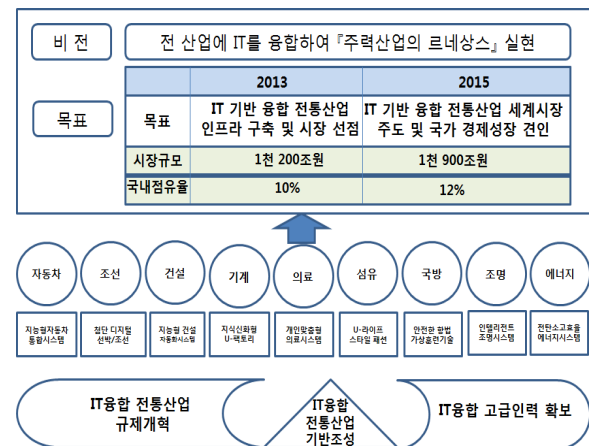 비 전
전 산업에 IT를 융합하여 『주력산업의 르네상스』 실현
목표
2013
2015
목표
IT 기반 융합 전통산업
인프라 구축 및 시장 선점
IT 기반 융합 전통산업 세계시장
주도 및 국가 경제성장 견인
시장규모
1천 200조원
1천 900조원
국내점유율
10%
12%
자동차
조선
건설
기계
의료
섬유
국방
조명
에너지
지능형자동차
통합시스템
첨단 디지털
선박/조선
지능형 건설
자동화시스템
지식신화형
U-팩토리
개인맞춤형
의료시스템
U-라이프
스타일 패션
안전한 합법
가상훈련기술
인텔리전트
조명시스템
전탄소고효율
에너지시스템
IT융합 전통산업
규제개혁
IT융합
전통산업
기반조성
IT융합 고급인력 확보